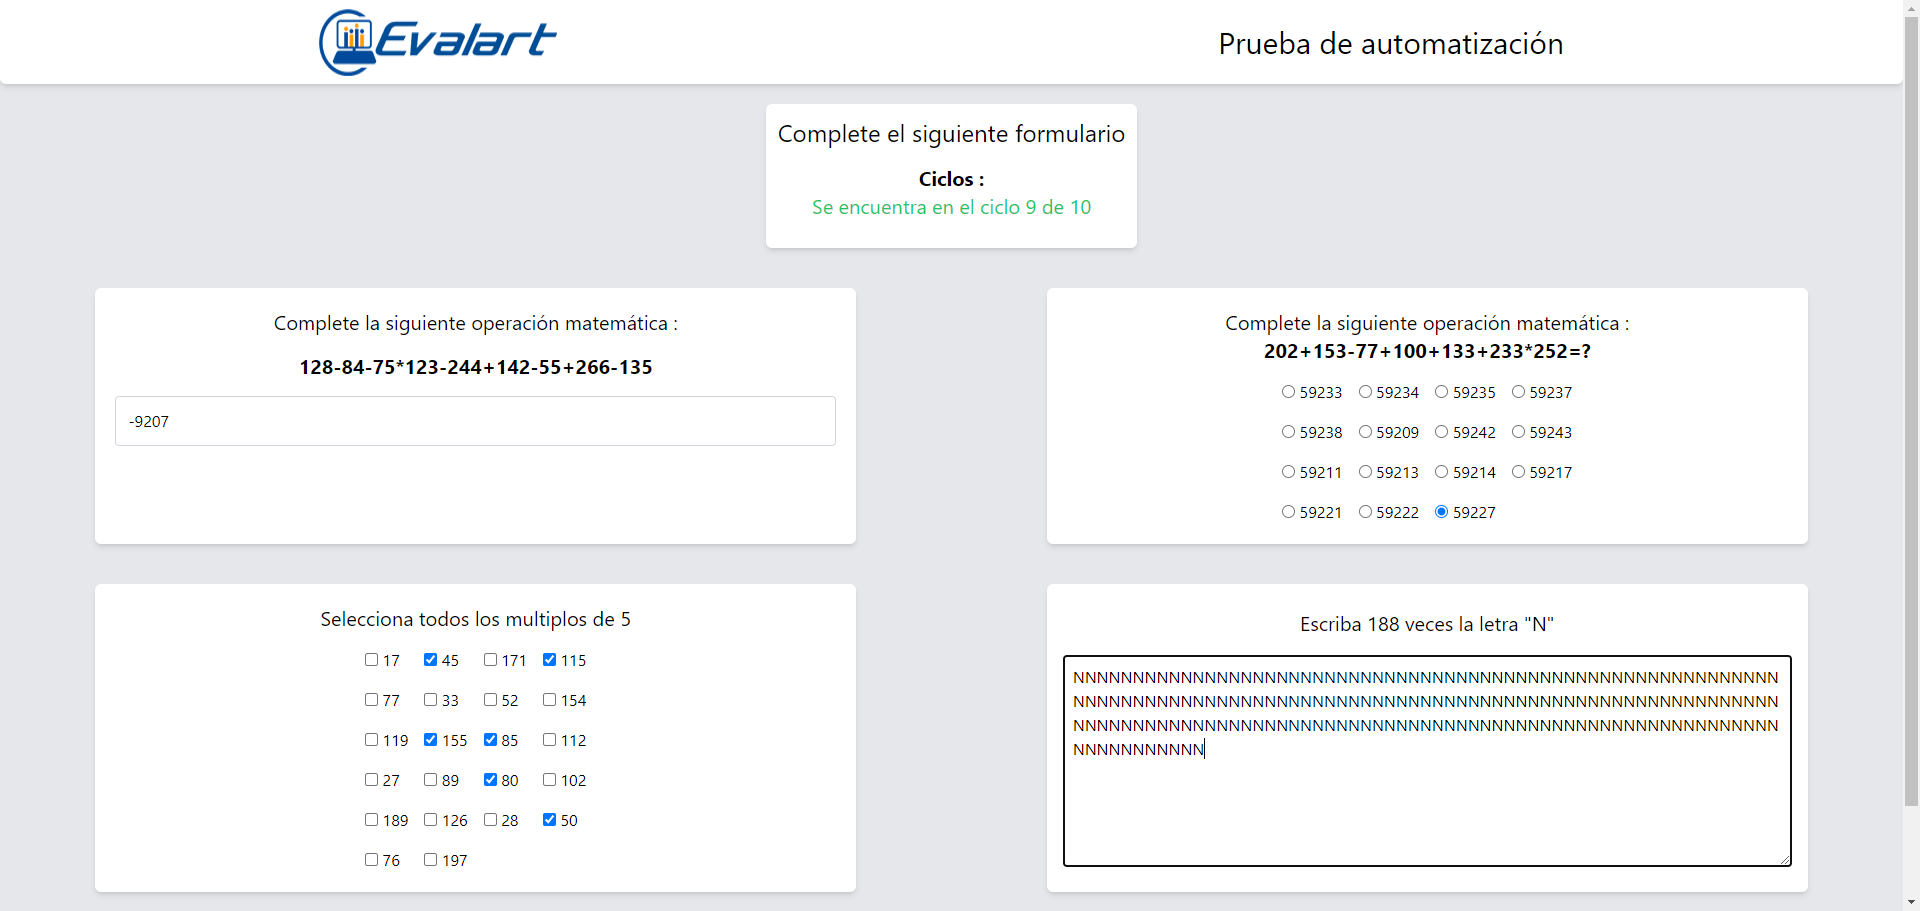 Evalart
Prueba de automatización
Complete el siguiente formulario
Ciclos :
Se encuentra en el ciclo 9 de 10
Complete la siguiente operación matemática :
128-84-75*123-244+142-55+266-135
-9207
Complete la siguiente operación matemática :
202+153-77+100+133+233*252=?
59233 59234 59235 59237
59238 59209 59242 59243
59211 59213 59214 59217
59221 59222 59227
Selecciona todos los multiplos de 5
17 45 171 115
77 33 52 154
119 155 85 112
27 89 80 102
189 126 28 50
76 197
Escriba 188 veces la letra "N"
NNNNNNNNNNNNNNNNNNNNNNNNNNNNNNNNNNNNNNNNNNNNNNNNNNNNNNNNNNN
NNNNNNNNNNNNNNNNNNNNNNNNNNNNNNNNNNNNNNNNNNNNNNNNNNNNNNNNNNN
NNNNNNNNNNNNNNNNNNNNNNNNNNNNNNNNNNNNNNNNNNNNNNNNNNNNNNNNNNN
NNNNNNNNNNN